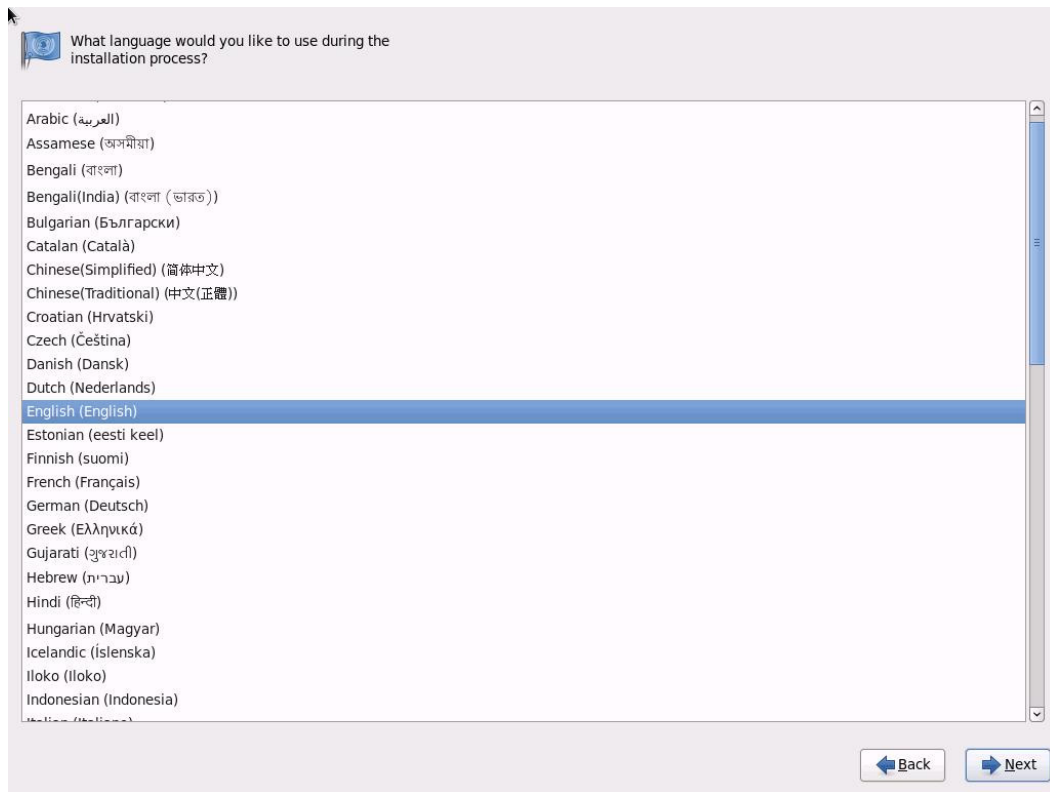 What language would you like to use during the
installation process?
Arabic (العربية)
Assamese (অসমীয়া)
Bengali (বাংলা)
Bengali(India) (বাংলা (ভারত))
Bulgarian (Български)
Catalan (Català)
Chinese(Simplified) (简体中文)
Chinese(Traditional) (中文(正體))
Croatian (Hrvatski)
Czech (Čeština)
Danish (Dansk)
Dutch (Nederlands)
English (English)
Estonian (eesti keel)
Finnish (suomi)
French (Français)
German (Deutsch)
Greek (Ελληνικά)
Gujarati (ગુજરાતી)
Hebrew (עברית)
Hindi (हिन्दी)
Hungarian (Magyar)
Icelandic (Íslenska)
Iloko (Iloko)
Indonesian (Indonesia)
Italian (Italiano)
Back
Next